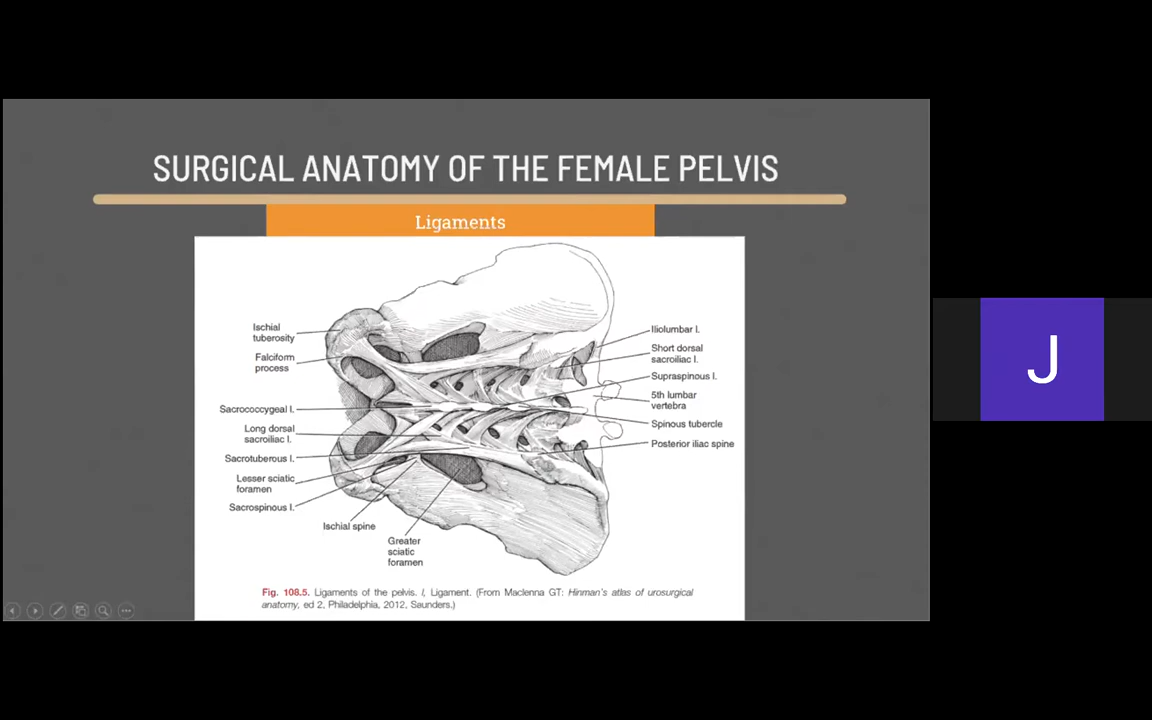 SURGICAL ANATOMY OF THE FEMALE PELVIS
Ligaments
Ischial
tuberosity
Falciform
process
Sacrococcygeal l.
Long dorsal
sacroiliac l.
Sacrotuberous l.
Lesser sciatic
foramen
Sacrospinous l.
Ischial spine
Greater
sciatic
foramen
Iliolumbar l.
Short dorsal
sacroiliac l.
Supraspinous l.
5th lumbar
vertebra
Spinous tubercle
Posterior iliac spine
Fig. 108.5. Ligaments of the pelvis. l, Ligament. (From Maclenna GT: Hinman's atlas of urosurgical
anatomy, ed 2, Philadelphia, 2012, Saunders.)
J